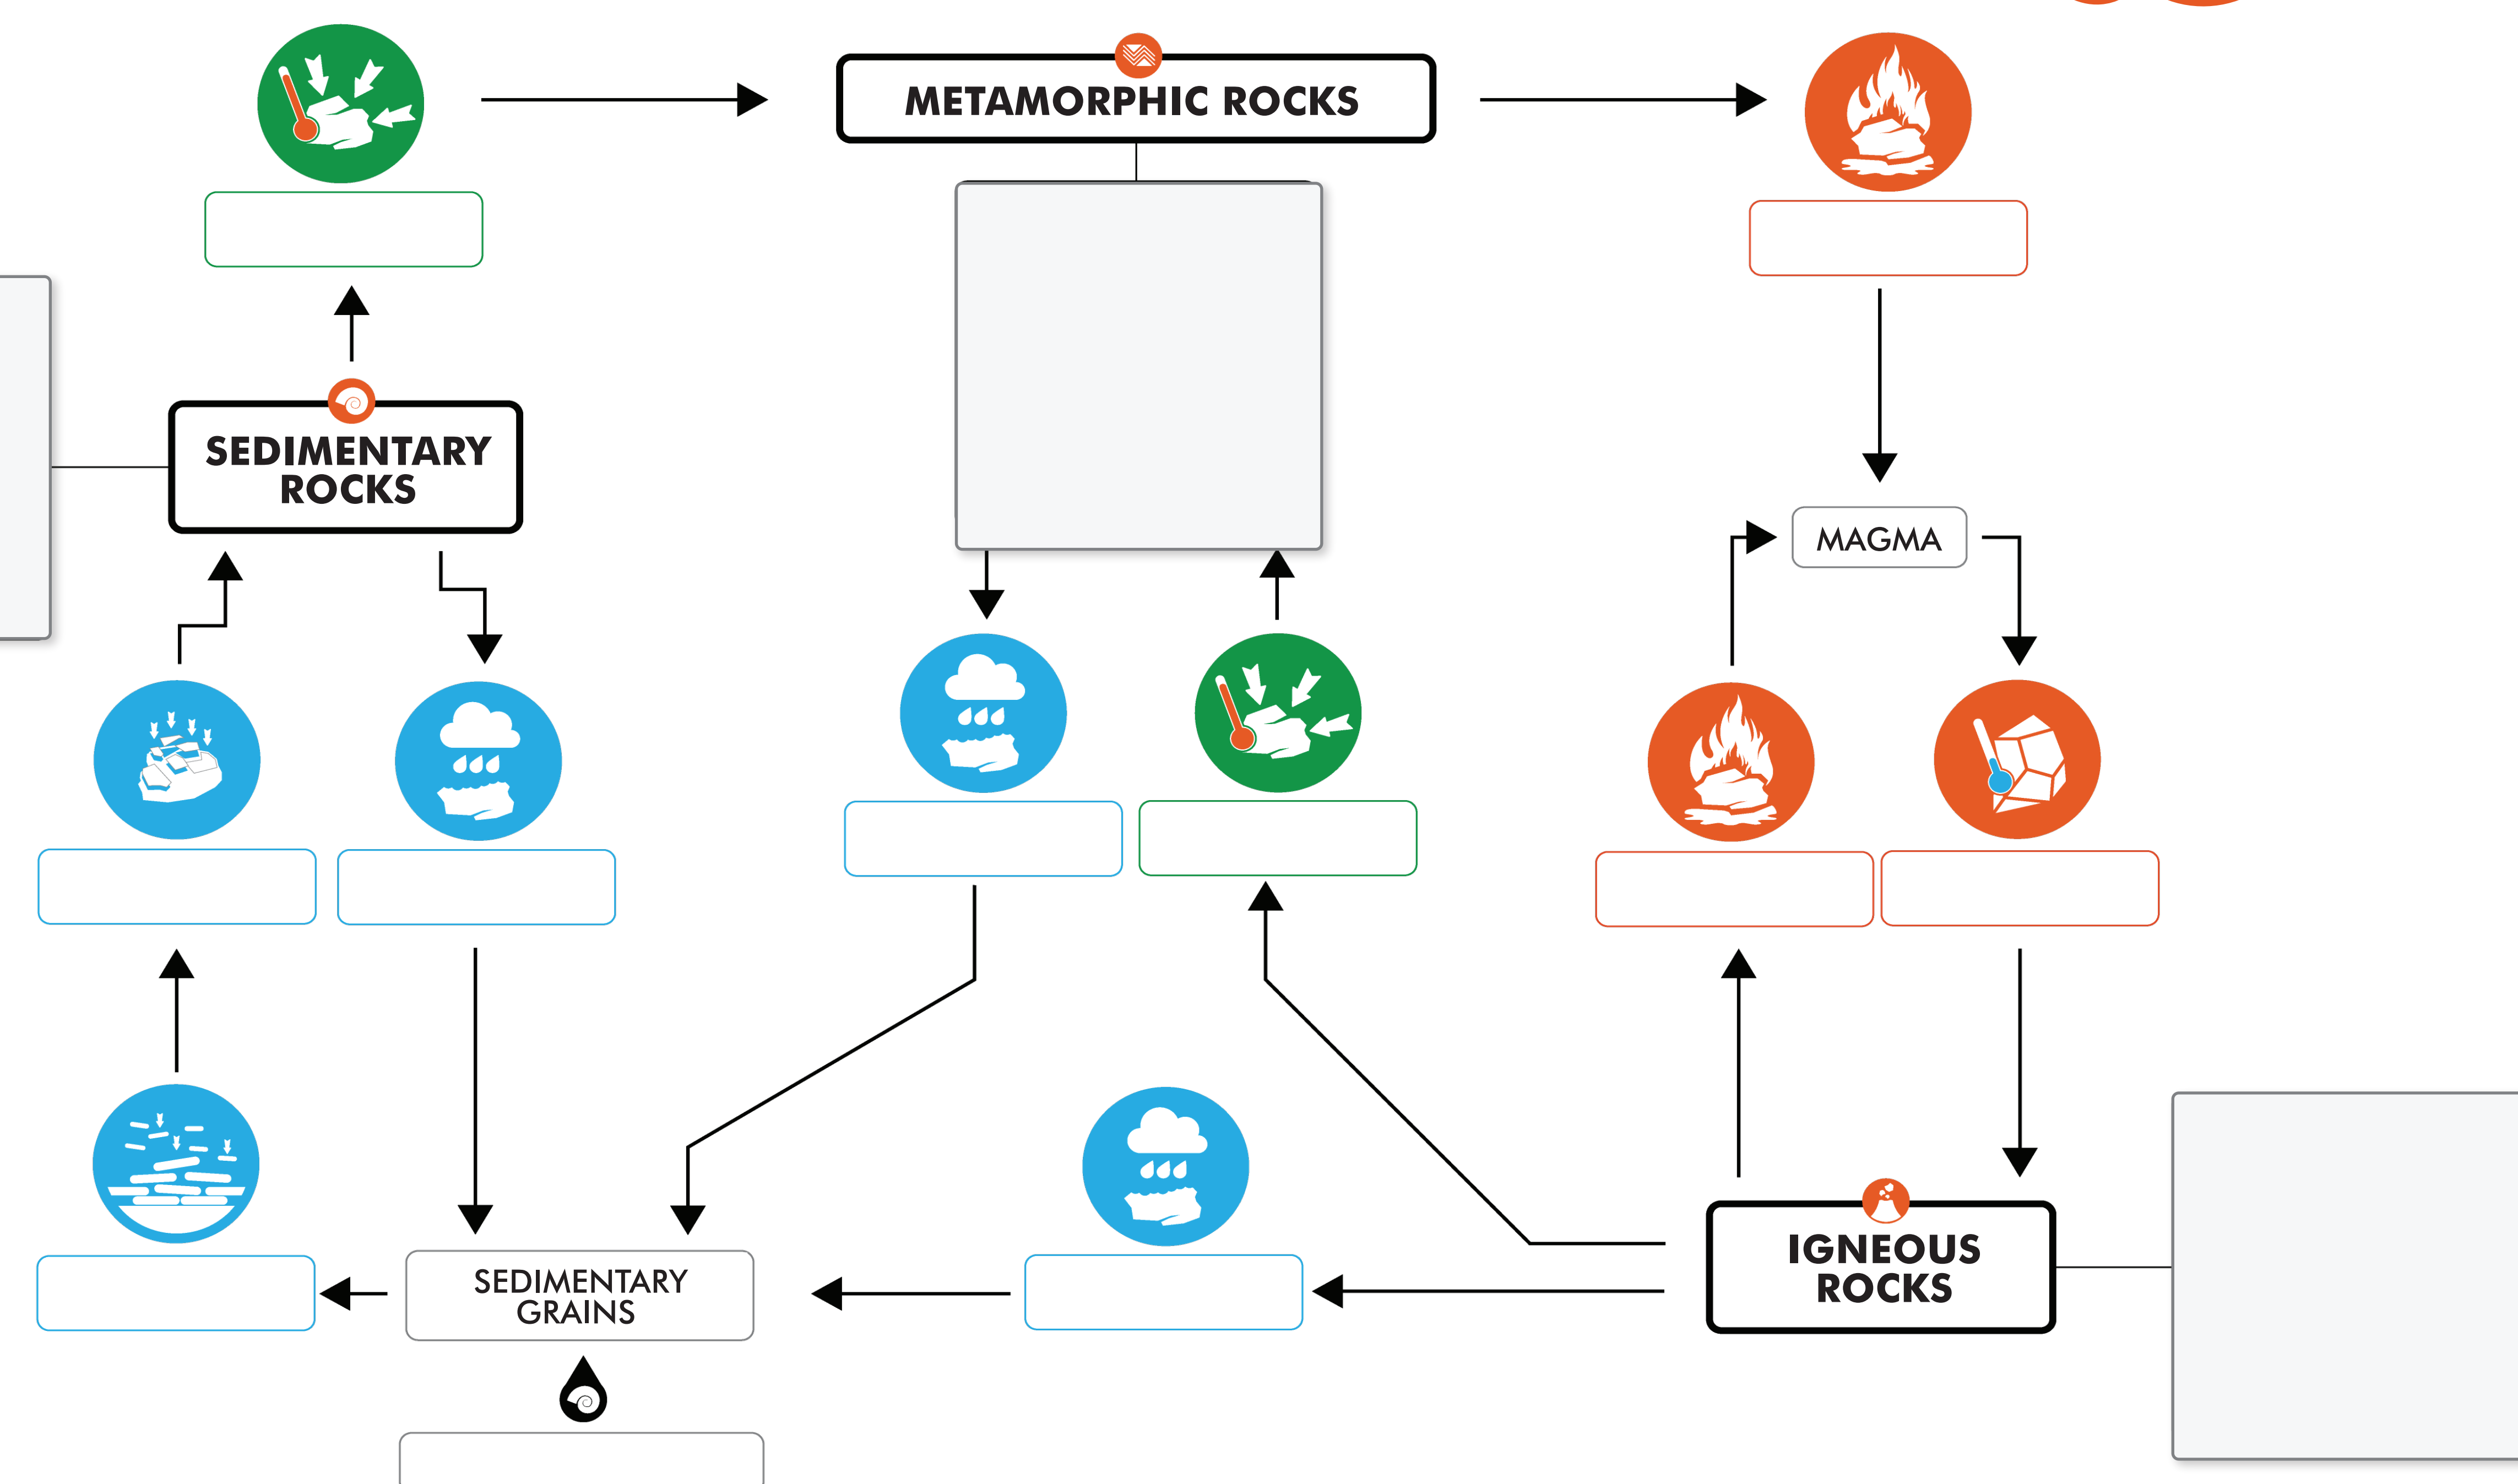 METAMORPHIC ROCKS
SEDIMENTARY
ROCKS
MAGMA
SEDIMENTARY
GRAINS
IGNEOUS
ROCKS